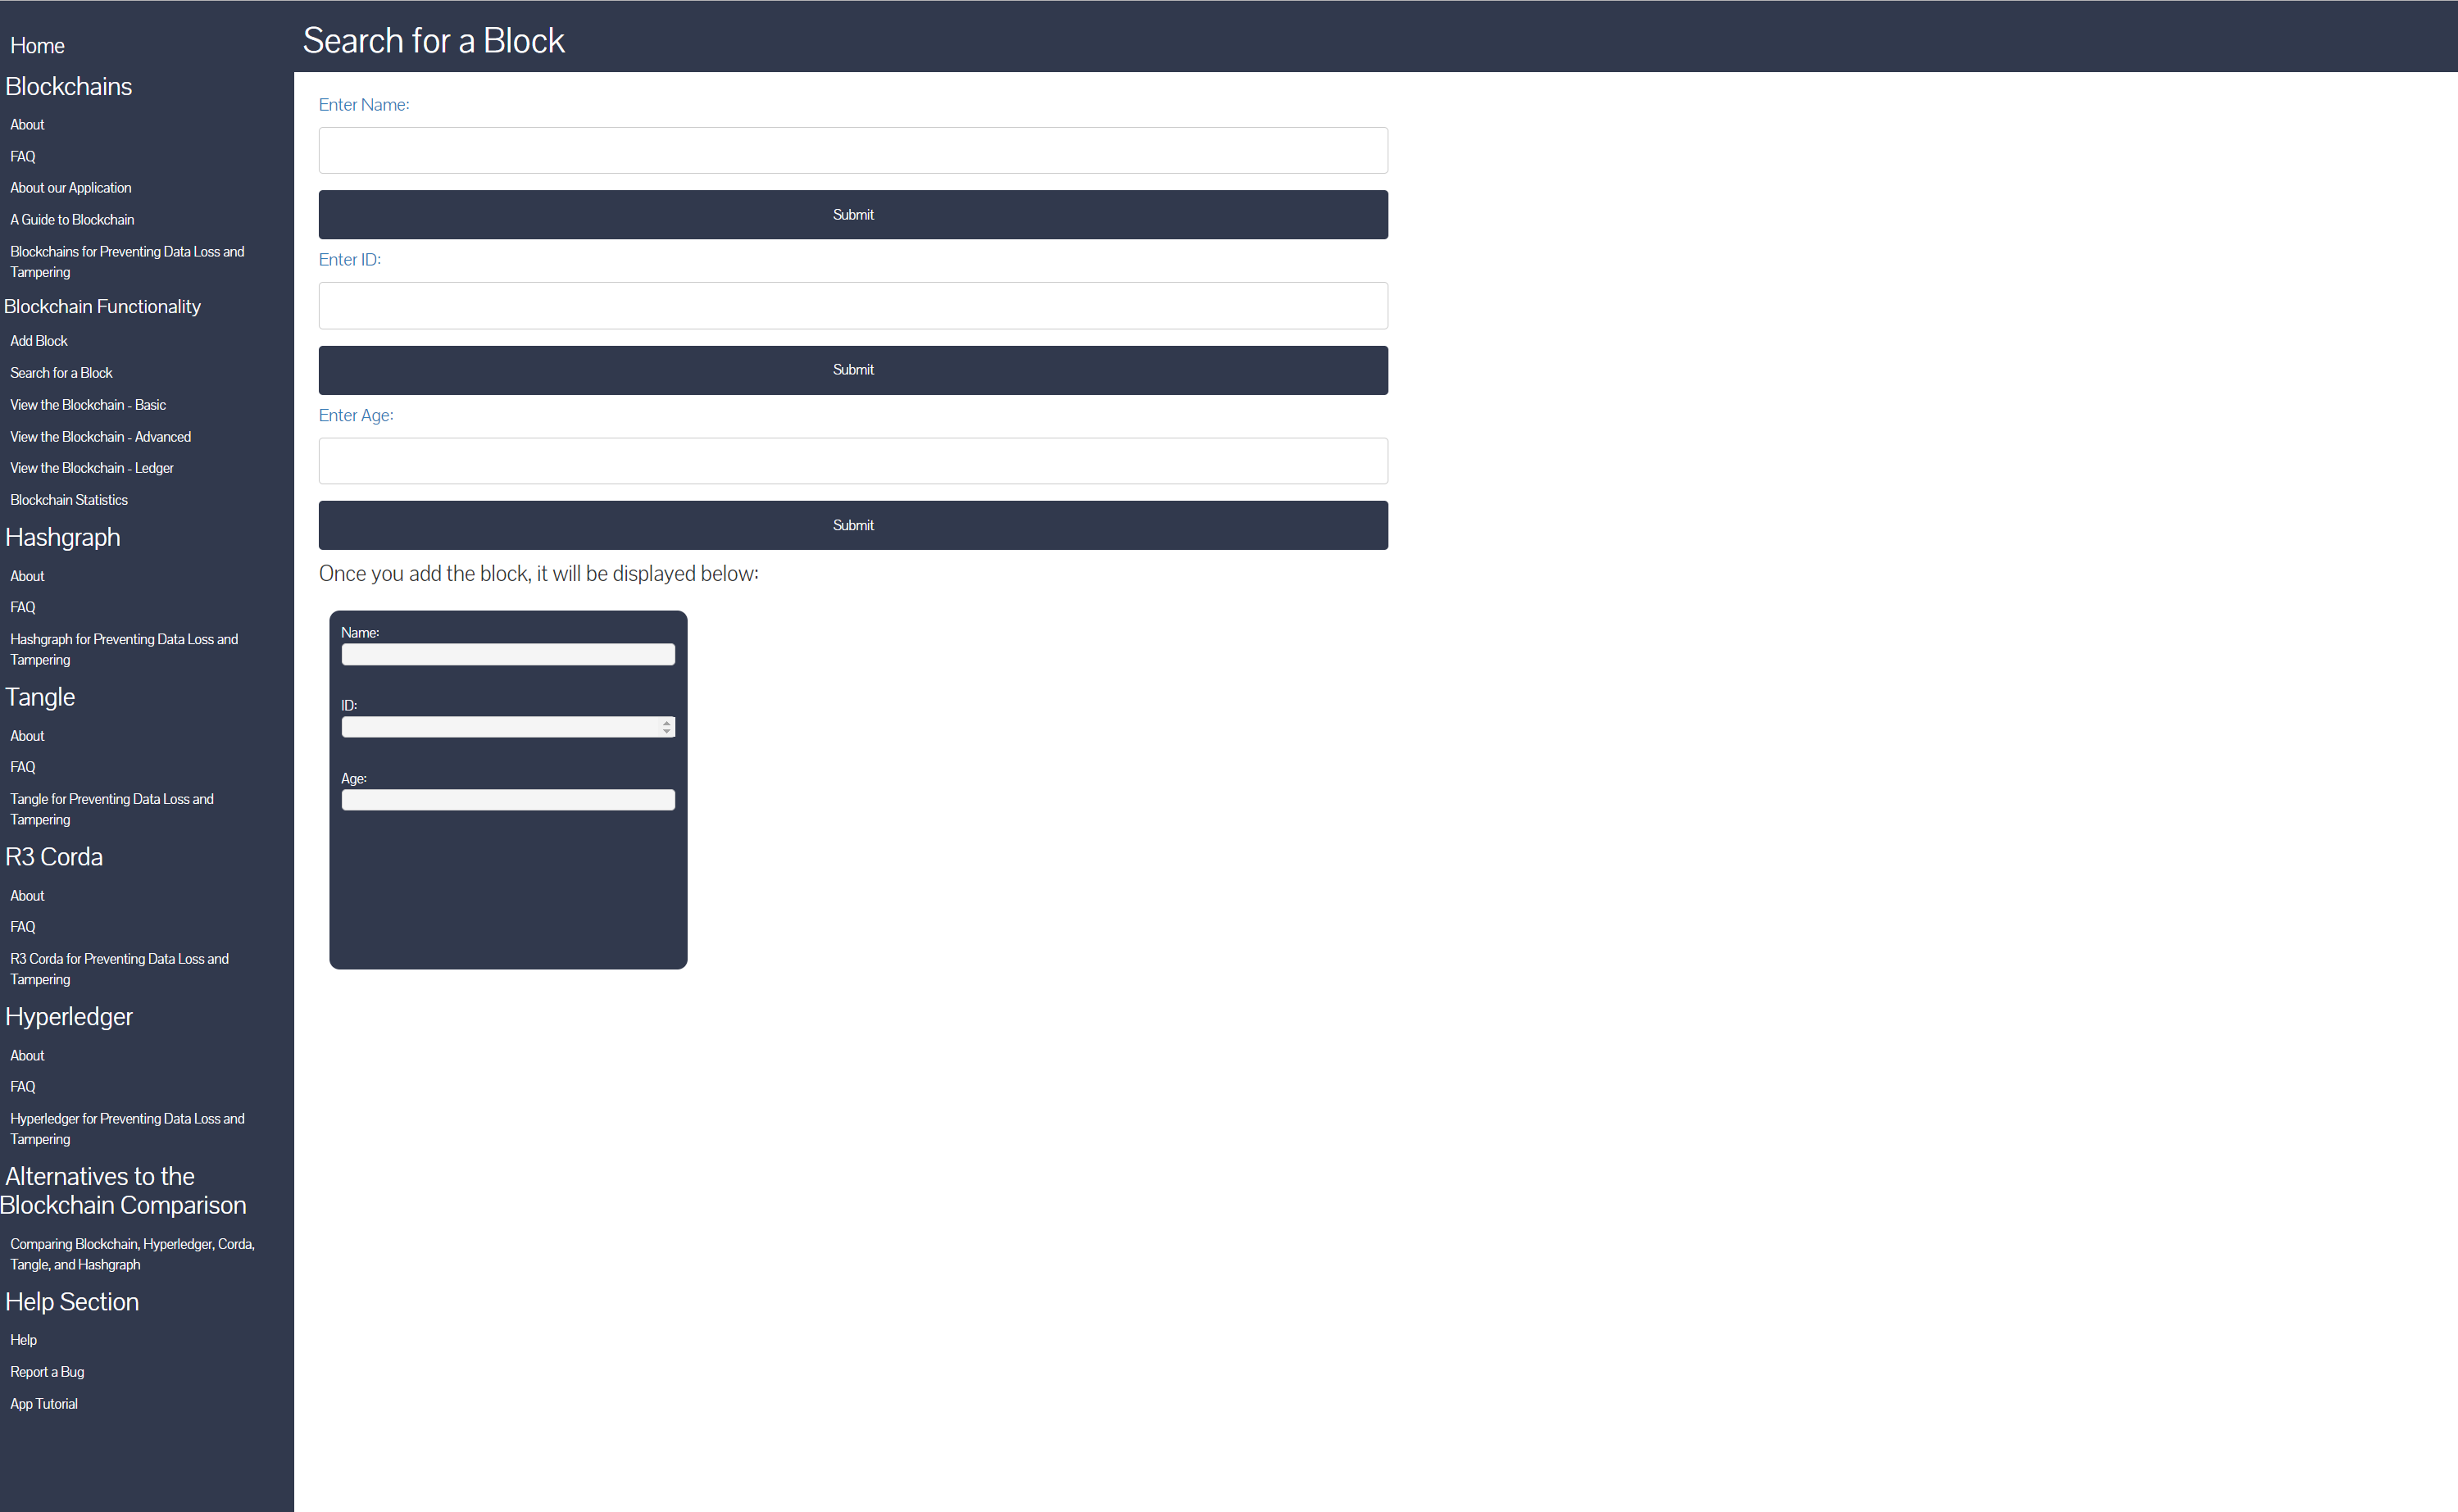 Home
Blockchains
About
FAQ
About our Application
A Guide to Blockchain
Blockchains for Preventing Data Loss and
Tampering
Blockchain Functionality
Add Block
Search for a Block
View the Blockchain - Basic
View the Blockchain - Advanced
View the Blockchain - Ledger
Blockchain Statistics
Hashgraph
About
FAQ
Hashgraph for Preventing Data Loss and
Tampering
Tangle
About
FAQ
Tangle for Preventing Data Loss and
Tampering
R3 Corda
About
FAQ
R3 Corda for Preventing Data Loss and
Tampering
Hyperledger
About
FAQ
Hyperledger for Preventing Data Loss and
Tampering
Alternatives to the
Blockchain Comparison
Comparing Blockchain, Hyperledger, Corda,
Tangle, and Hashgraph
Help Section
Help
Report a Bug
App Tutorial
Search for a Block
Enter Name:
Submit
Enter ID:
Submit
Enter Age:
Submit
Once you add the block, it will be displayed below:
Name:
ID:
Age: